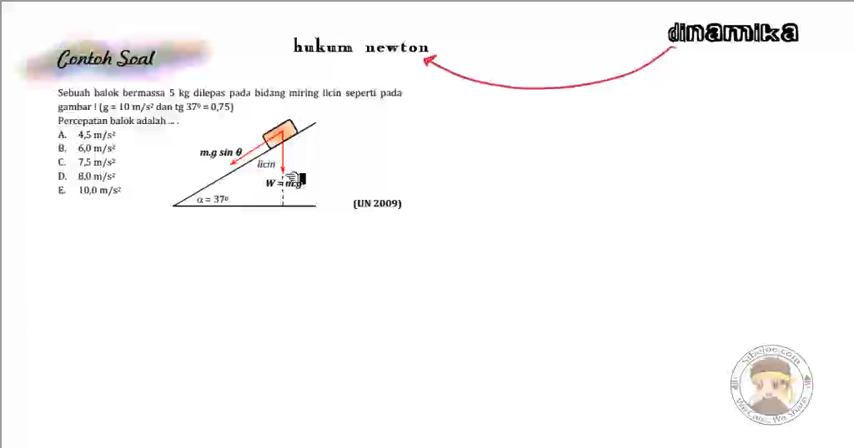 dinamika
hukum newton
Contoh Soal
Sebuah balok bermassa 5 kg dilepas pada bidang miring licin seperti pada
gambar ! (g = 10 m/s² dan tg 37⁰ = 0,75)
Percepatan balok adalah ... .
A. 4,5 m/s²
B. 6,0 m/s²
C. 7,5 m/s²
D. 8,0 m/s²
E. 10,0 m/s²
m.g sin θ
licin
W = m.g
α = 37⁰
(UN 2009)